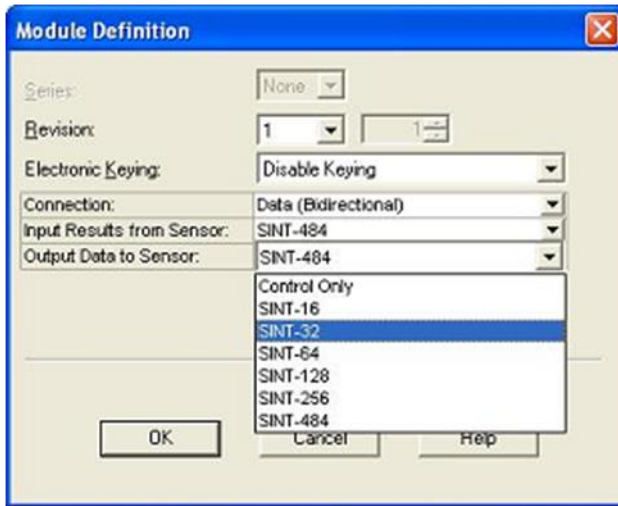 Module Definition
Series: None
Revision: 1 1
Electronic Keying: Disable Keying
Connection: Data (Bidirectional)
Input Results from Sensor: SINT-484
Output Data to Sensor: SINT-484
Control Only
SINT-16
SINT-32
SINT-64
SINT-128
SINT-256
SINT-484
OK Cancel Help